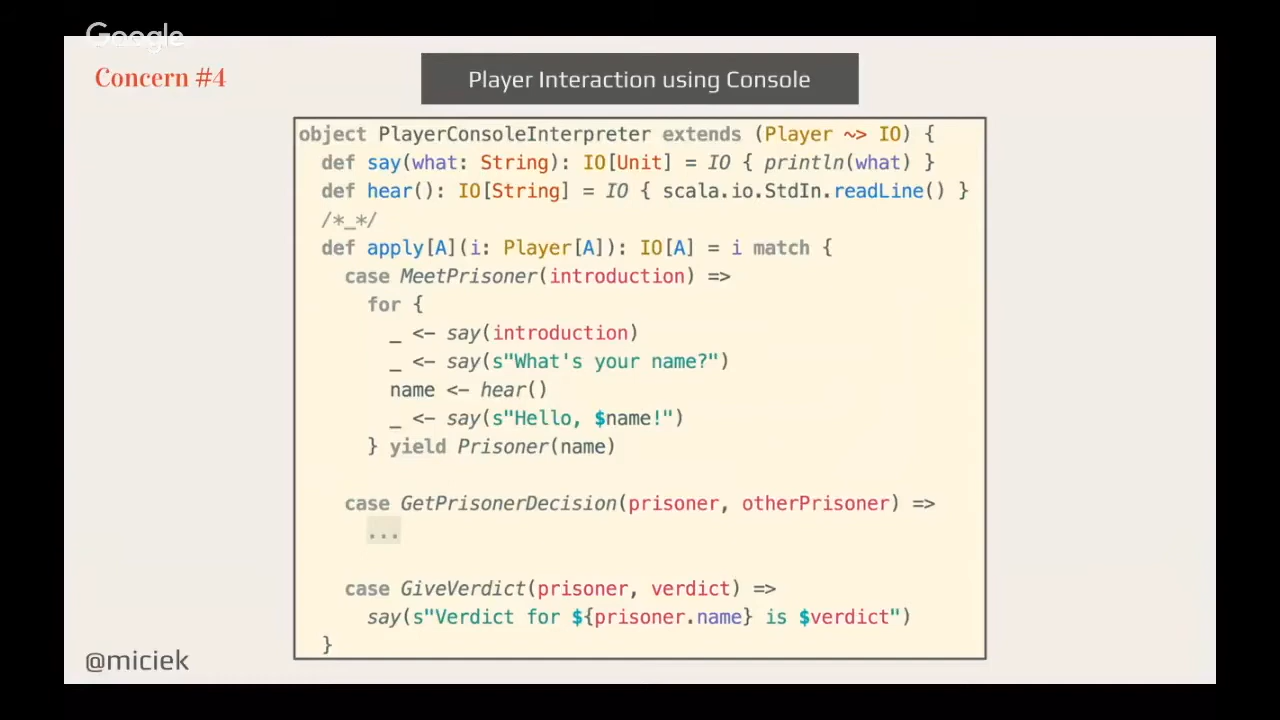 Google
Concern #4
Player Interaction using Console
object PlayerConsoleInterpreter extends (Player ~> IO) {
  def say(what: String): IO[Unit] = IO { println(what) }
  def hear(): IO[String] = IO { scala.io.StdIn.readLine() }
  /*_*/
  def apply[A](i: Player[A]): IO[A] = i match {
    case MeetPrisoner(introduction) =>
      for {
        _ <- say(introduction)
        _ <- say(s"What's your name?")
        name <- hear()
        _ <- say(s"Hello, $name!")
      } yield Prisoner(name)
    case GetPrisonerDecision(prisoner, otherPrisoner) =>
      ...
    case GiveVerdict(prisoner, verdict) =>
      say(s"Verdict for ${prisoner.name} is $verdict")
  }
@miciek